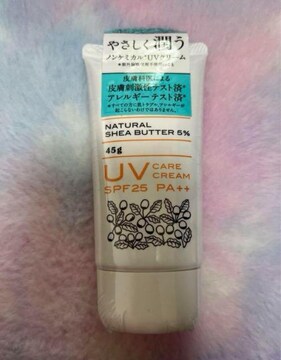 やさしく潤う
ノンケミカル*UVクリーム
皮膚科医による
皮膚刺激性テスト済*
アレルギーテスト済*
NATURAL
SHEA BUTTER 5%
45g
UV CARE
CREAM
SPF25 PA++